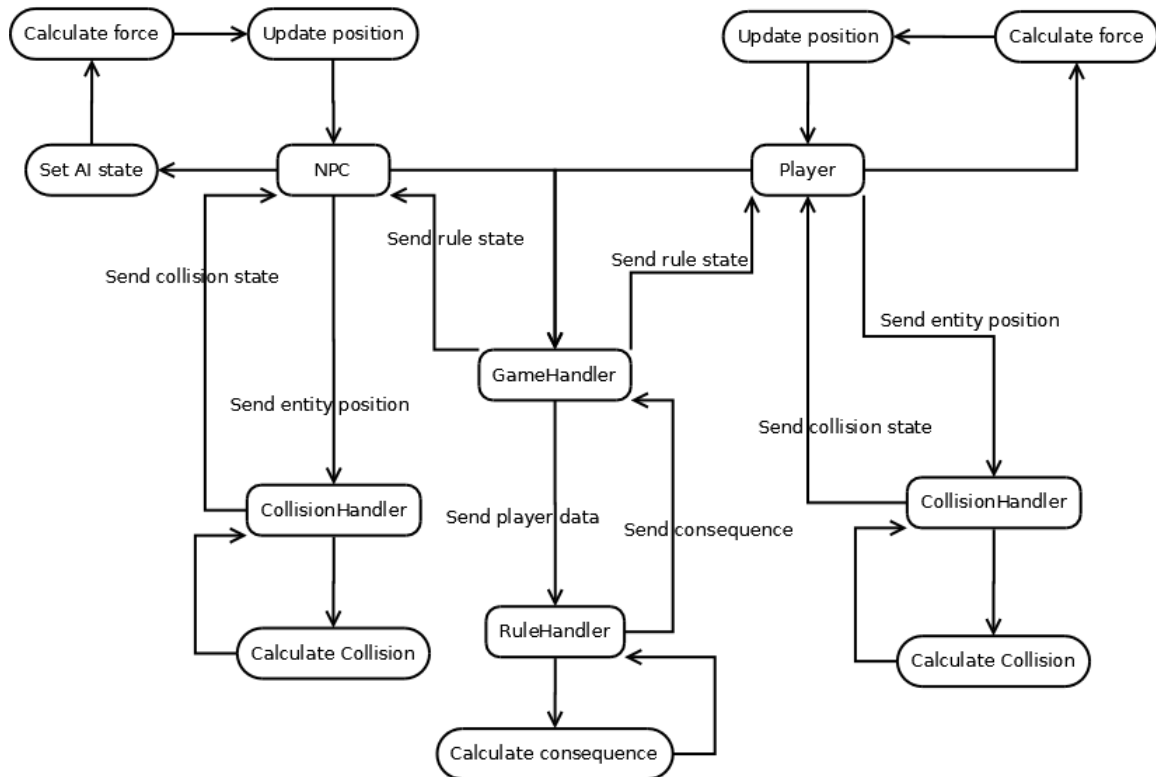 Calculate force
Update position
Update position
Calculate force
Set AI state
NPC
Player
Send rule state
Send rule state
Send collision state
Send entity position
GameHandler
Send entity position
Send collision state
CollisionHandler
CollisionHandler
Send player data
Send consequence
RuleHandler
Calculate Collision
Calculate Collision
Calculate consequence